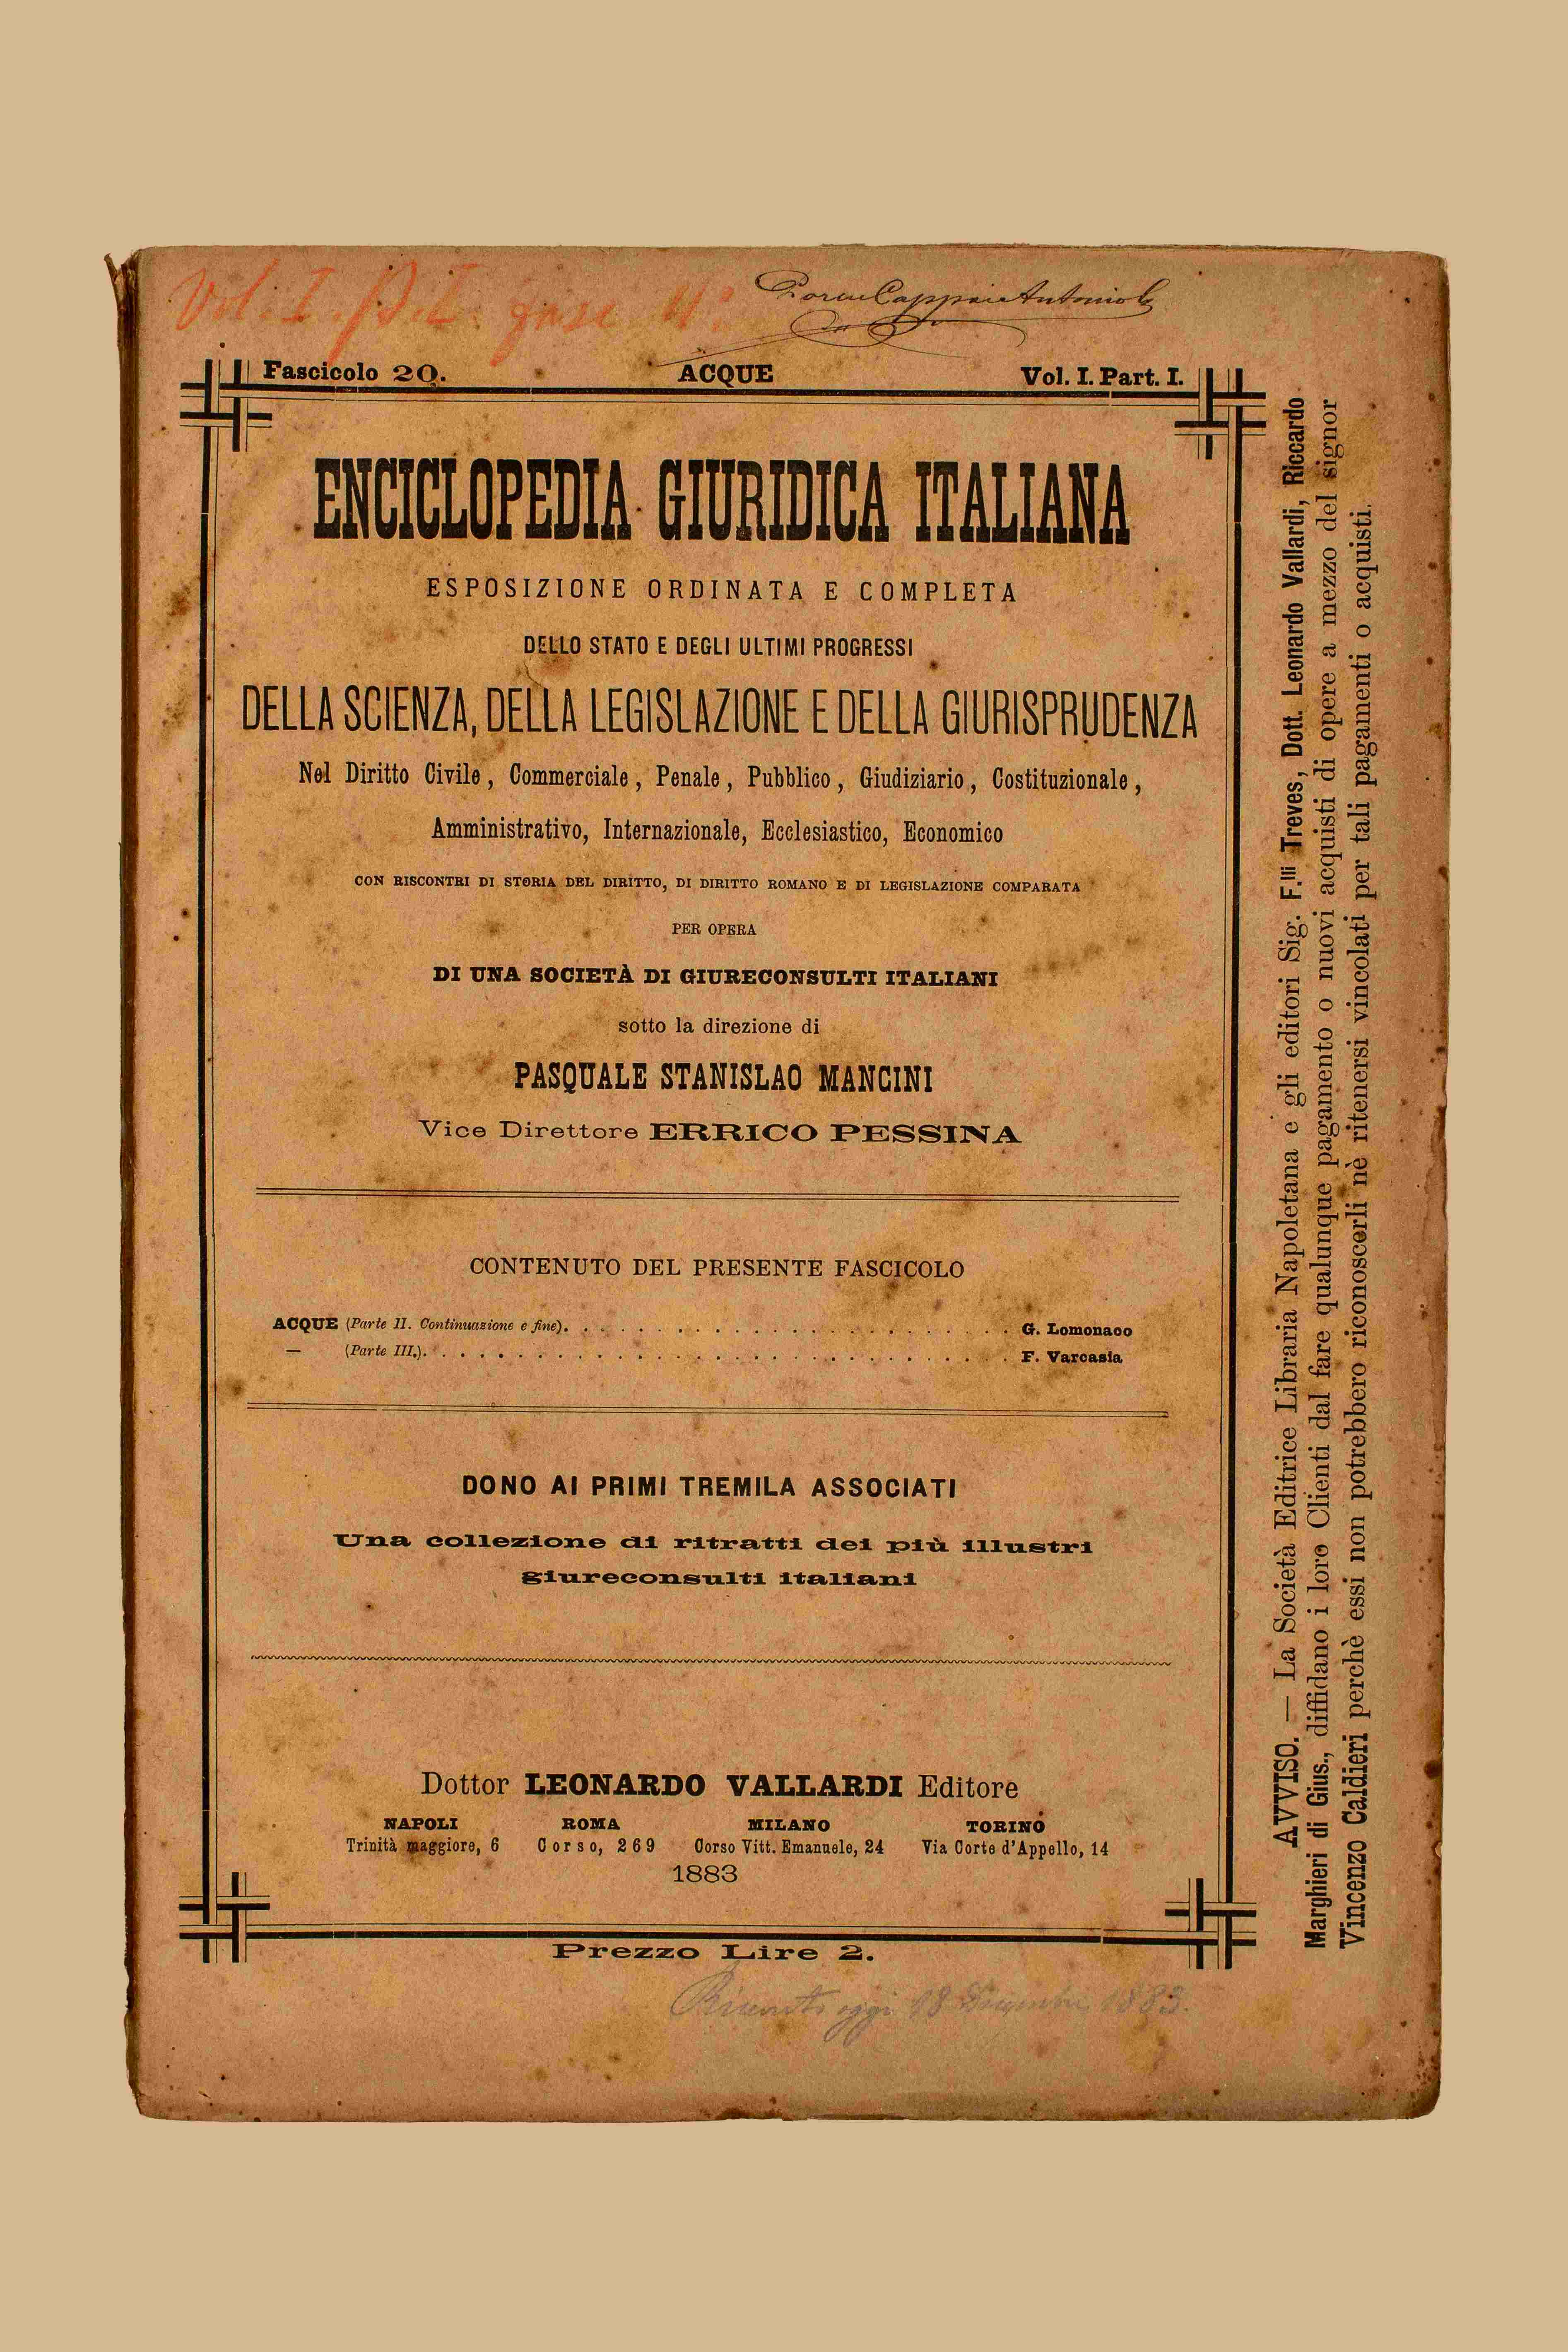 Vol. I. P. I. fasc 4°
Fascicolo 20. ACQUE Vol. I. Part. I.
ENCICLOPEDIA GIURIDICA ITALIANA
ESPOSIZIONE ORDINATA E COMPLETA
DELLO STATO E DEGLI ULTIMI PROGRESSI
DELLA SCIENZA, DELLA LEGISLAZIONE E DELLA GIURISPRUDENZA
Nel Diritto Civile, Commerciale, Penale, Pubblico, Giudiziario, Costituzionale,
Amministrativo, Internazionale, Ecclesiastico, Economico
CON RISCONTRI DI STORIA DEL DIRITTO, DI DIRITTO ROMANO E DI LEGISLAZIONE COMPARATA
PER OPERA
DI UNA SOCIETÀ DI GIURECONSULTI ITALIANI
sotto la direzione di
PASQUALE STANISLAO MANCINI
Vice Direttore ERRICO PESSINA
CONTENUTO DEL PRESENTE FASCICOLO
ACQUE (Parte II. Continuazione e fine). . . . . . . . . . . . . . . . . . . . . . . . G. Lomonaco
— (Parte III.). . . . . . . . . . . . . . . . . . . . . . . . . . . . . . . F. Varcasia
DONO AI PRIMI TREMILA ASSOCIATI
Una collezione di ritratti dei più illustri
giureconsulti italiani
Dottor LEONARDO VALLARDI Editore
NAPOLI ROMA MILANO TORINO
Trinità maggiore, 6 Corso, 269 Corso Vitt. Emanuele, 24 Via Corte d'Appello, 14
1883
Prezzo Lire 2.
oggi 18 1883.
AVVISO. — La Società Editrice Libraria Napoletana e gli editori Sig. F.lli Treves, Dott. Leonardo Vallardi, Riccardo
Marghieri di Gius., diffidano i loro Clienti dal fare qualunque pagamento o nuovi acquisti di opere a mezzo del signor
Vincenzo Caldieri perchè essi non potrebbero riconoscerli nè ritenersi vincolati per tali pagamenti o acquisti.